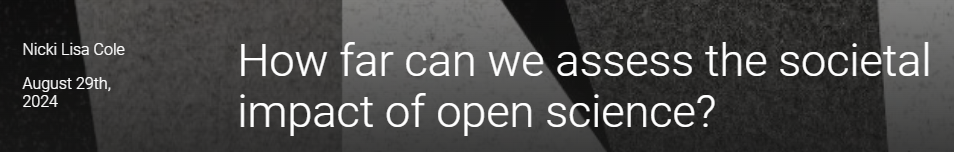 Nicki Lisa Cole
August 29th,
2024
How far can we assess the societal
impact of open science?